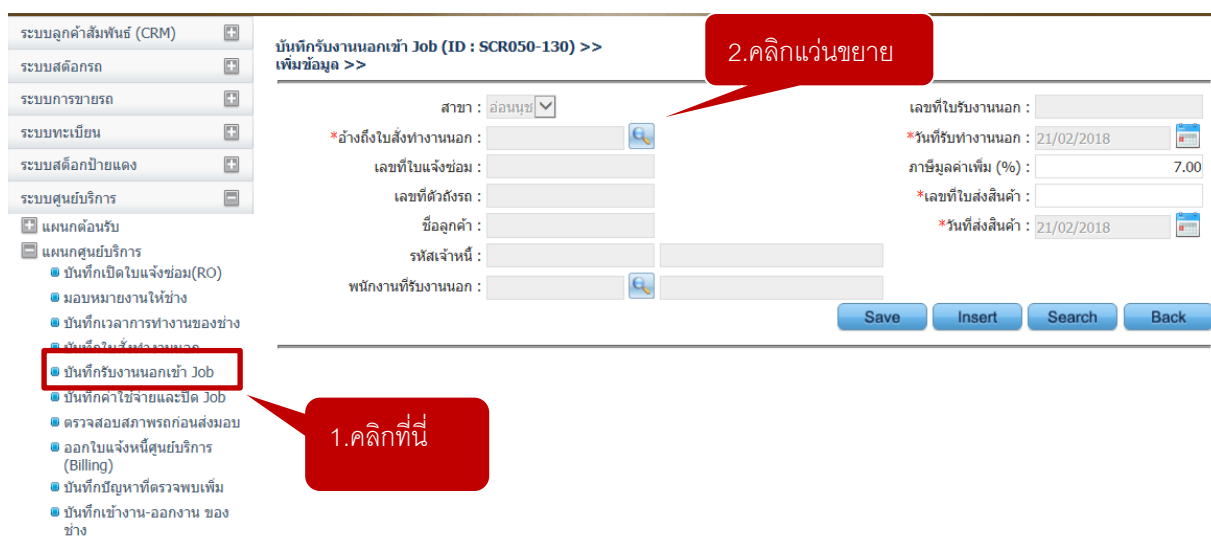 ระบบลูกค้าสัมพันธ์ (CRM)
ระบบสต๊อกรถ
ระบบการขายรถ
ระบบทะเบียน
ระบบสต็อกป้ายแดง
ระบบศูนย์บริการ
แผนกต้อนรับ
แผนกศูนย์บริการ
บันทึกเปิดใบแจ้งซ่อม(RO)
มอบหมายงานให้ช่าง
บันทึกเวลาการทำงานของช่าง
บันทึกใบสั่งทำงานนอก
บันทึกรับงานนอกเข้า Job
บันทึกค่าใช้จ่ายและปิด Job
ตรวจสอบสภาพรถก่อนส่งมอบ
ออกใบแจ้งหนี้ศูนย์บริการ
(Billing)
บันทึกปัญหาที่ตรวจพบเพิ่ม
บันทึกเข้างาน-ออกงาน ของ
ช่าง
บันทึกรับงานนอกเข้า Job (ID : SCR050-130) >>
เพิ่มข้อมูล >>
2.คลิกแว่นขยาย
สาขา : อ่อนนุช
เลขที่ใบรับงานนอก :
*อ้างถึงใบสั่งทำงานนอก :
*วันที่รับทำงานนอก : 21/02/2018
เลขที่ใบแจ้งซ่อม :
ภาษีมูลค่าเพิ่ม (%) : 7.00
เลขที่ตัวถังรถ :
*เลขที่ใบส่งสินค้า :
ชื่อลูกค้า :
*วันที่ส่งสินค้า : 21/02/2018
รหัสเจ้าหนี้ :
พนักงานที่รับงานนอก :
Save Insert Search Back
1.คลิกที่นี่